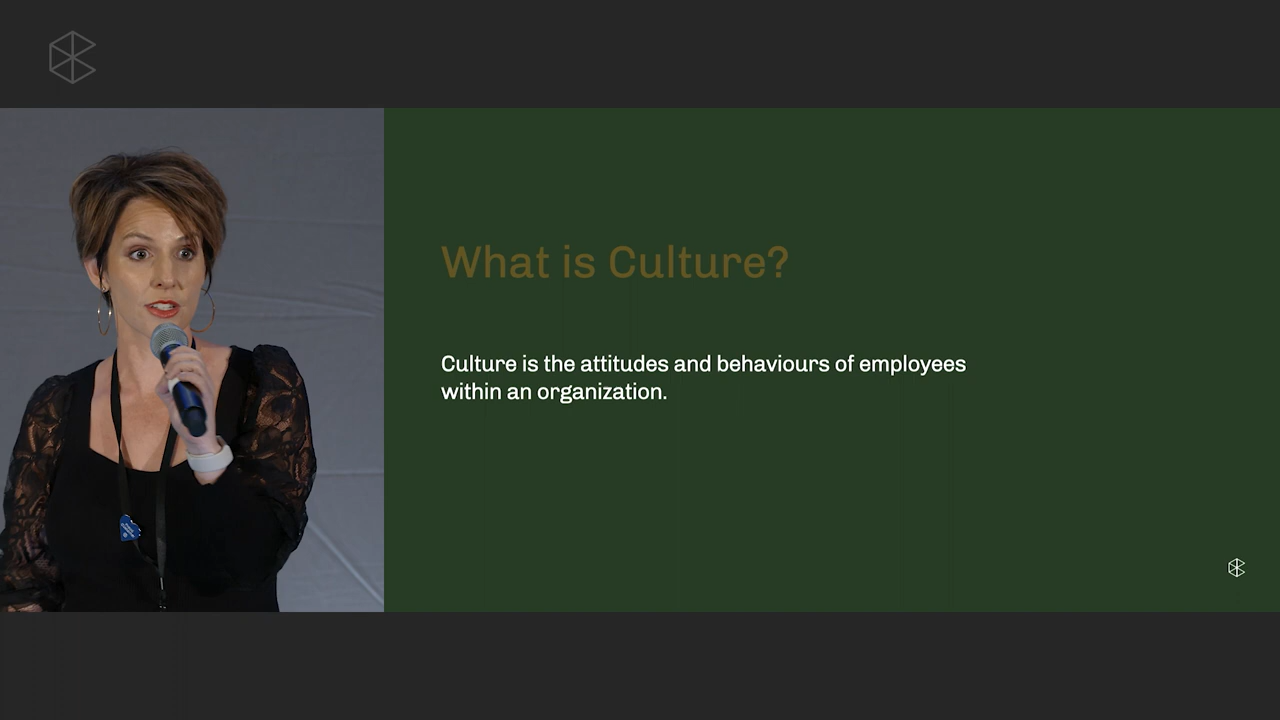 What is Culture?
Culture is the attitudes and behaviours of employees
within an organization.